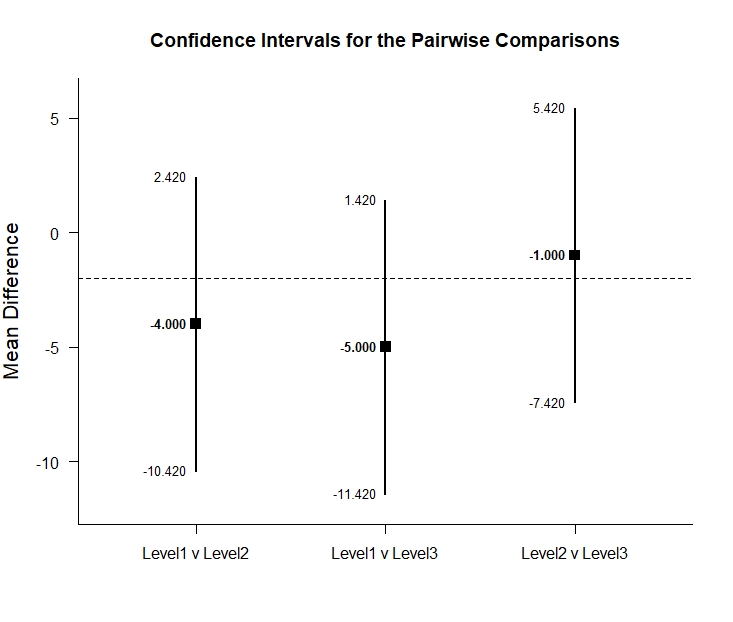 Confidence Intervals for the Pairwise Comparisons
Mean Difference
5
0
-5
-10
2.420
-4.000
-10.420
1.420
-5.000
-11.420
5.420
-1.000
-7.420
Level1 v Level2
Level1 v Level3
Level2 v Level3